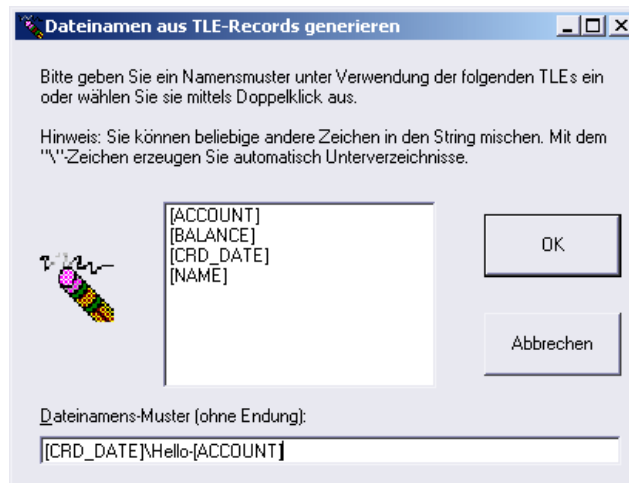 Dateinamen aus TLE-Records generieren
Bitte geben Sie ein Namensmuster unter Verwendung der folgenden TLEs ein
oder wählen Sie sie mittels Doppelklick aus.
Hinweis: Sie können beliebige andere Zeichen in den String mischen. Mit dem
"\"-Zeichen erzeugen Sie automatisch Unterverzeichnisse.
[ACCOUNT]
[BALANCE]
[CRD_DATE]
[NAME]
OK
Abbrechen
Dateinamens-Muster (ohne Endung):
[CRD_DATE]\Hello-[ACCOUNT]